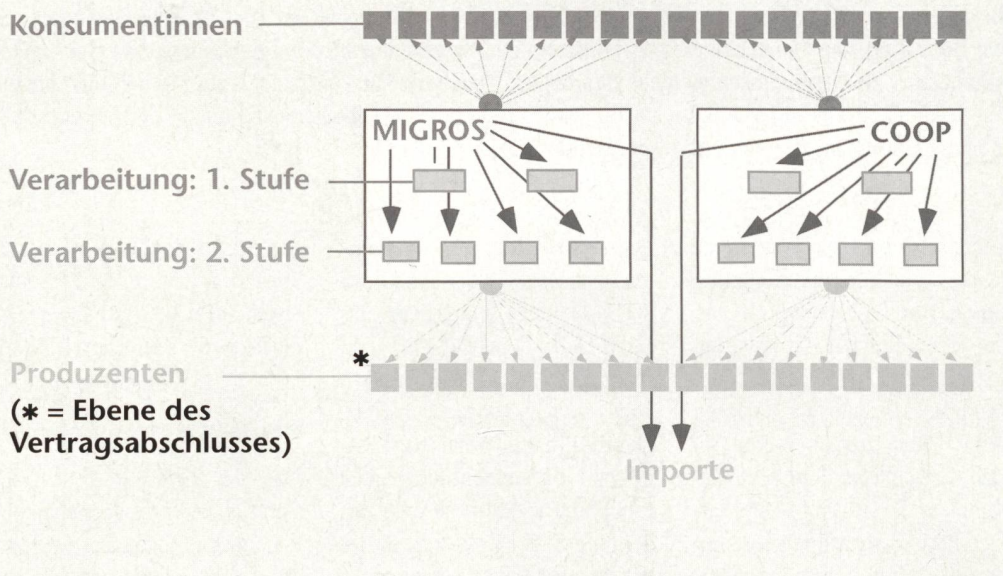 Konsumentinnen
MIGROS
COOP
Verarbeitung: 1. Stufe
Verarbeitung: 2. Stufe
*
Produzenten
(* = Ebene des
Vertragsabschlusses)
Importe